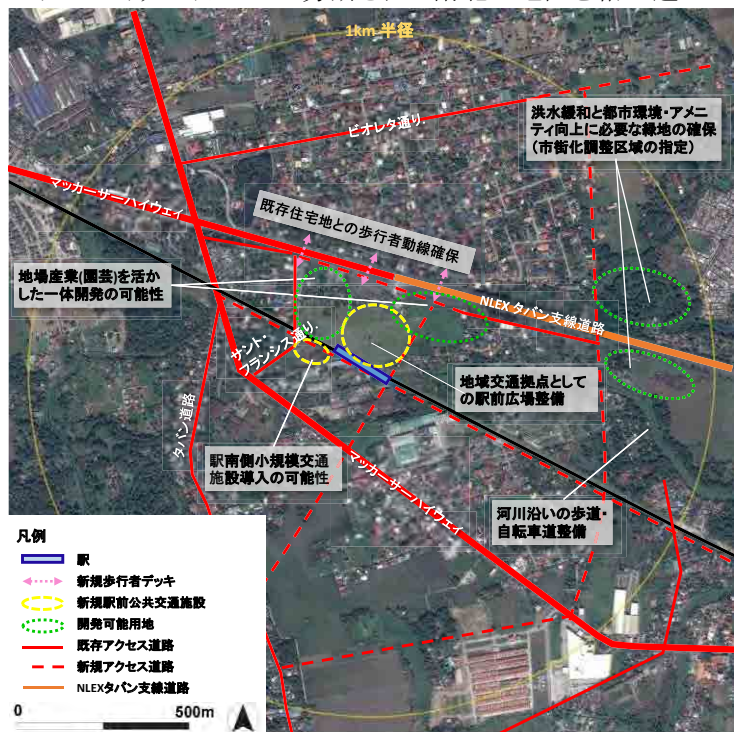 1km 半径
ビオレタ通り
洪水緩和と都市環境・アメニ
ティ向上に必要な緑地の確保
(市街化調整区域の指定)
マッカーサーハイウェイ
既存住宅地との歩行者動線確保
地場産業(園芸)を活か
した一体開発の可能性
NLEX タバン支線道路
サント・
フランシス通り
タバン道路
地域交通拠点として
の駅前広場整備
駅南側小規模交通
施設導入の可能性
マッカーサーハイウェイ
河川沿いの歩道・
自転車道整備
凡例
駅
新規歩行者デッキ
新規駅前公共交通施設
開発可能用地
既存アクセス道路
新規アクセス道路
NLEXタバン支線道路
0 500m